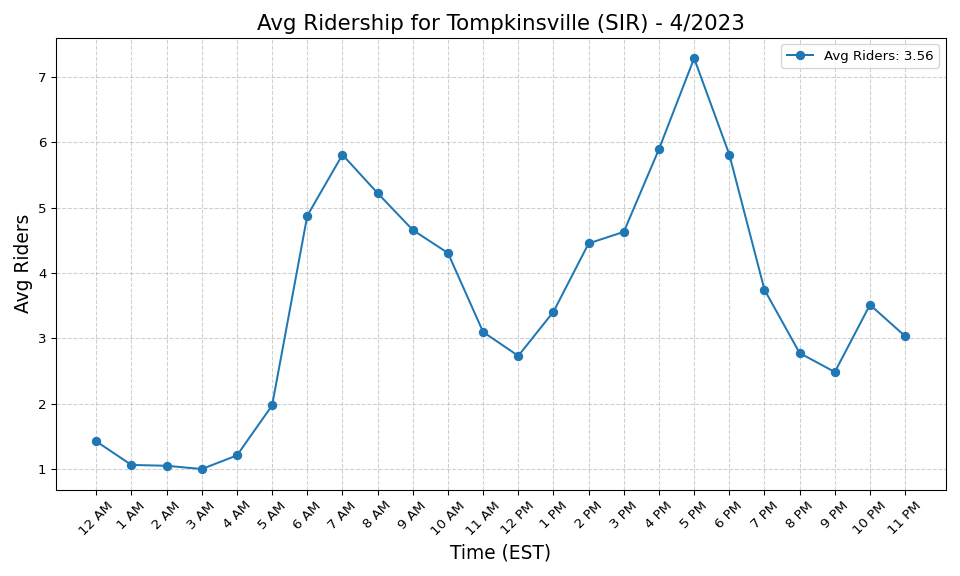 Avg Ridership for Tompkinsville (SIR) - 4/2023
Avg Riders: 3.56
Avg Riders
7
6
5
4
3
2
1
12 AM
1 AM
2 AM
3 AM
4 AM
5 AM
6 AM
7 AM
8 AM
9 AM
10 AM
11 AM
12 PM
1 PM
2 PM
3 PM
4 PM
5 PM
6 PM
7 PM
8 PM
9 PM
10 PM
11 PM
Time (EST)